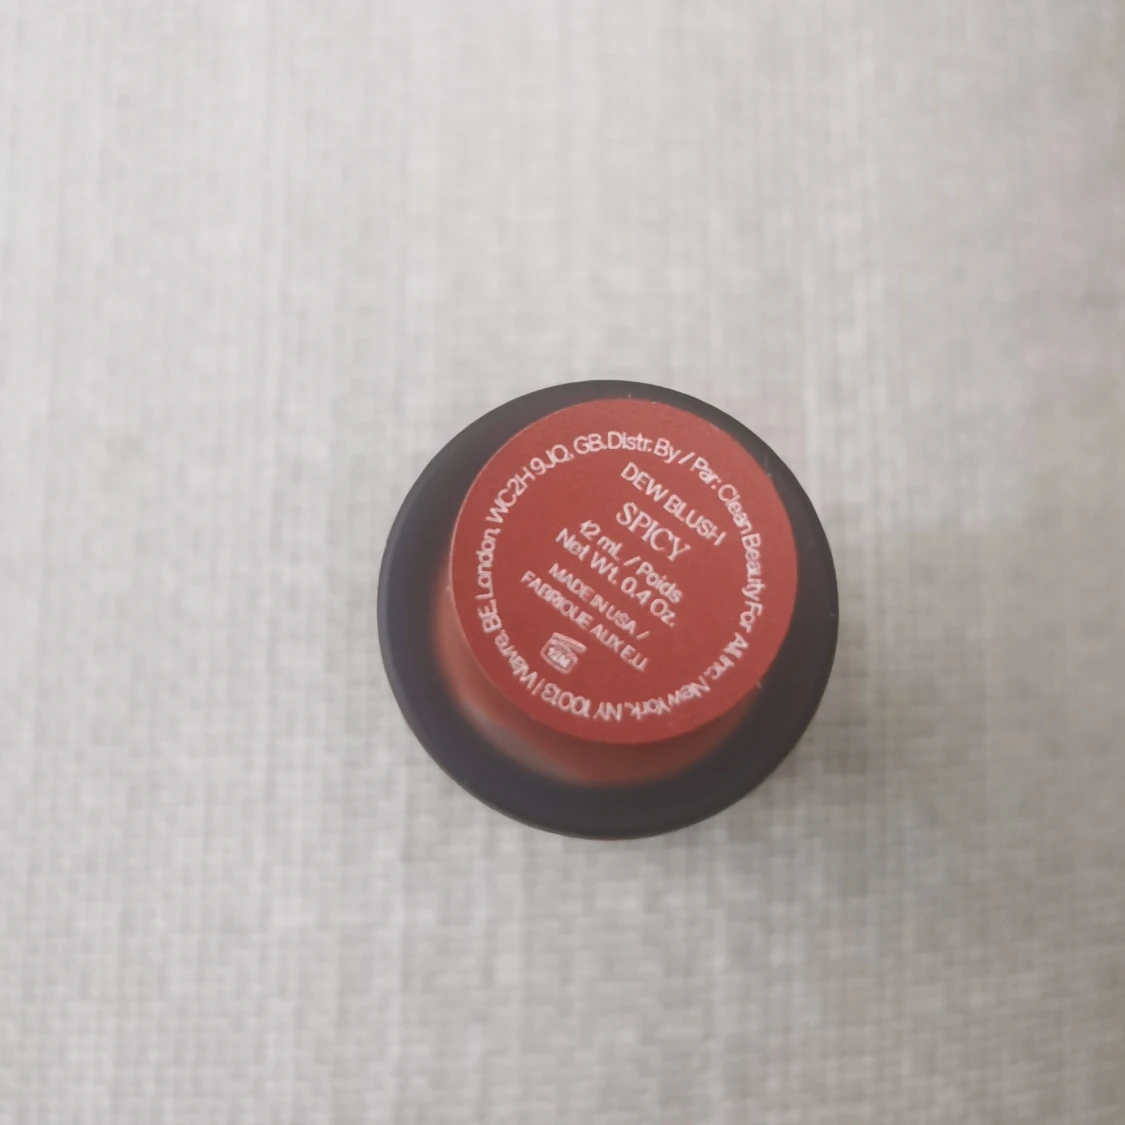 Distr. By / Par: Clean Beauty For All Inc. New York, NY 10013 | Wavre, BE, London, WC2H 9JQ, GB.
DEW BLUSH
SPICY
12 mL / Poids
Net Wt. 0.4 Oz.
MADE IN USA /
FABRIQUE AUX E.U.
12M